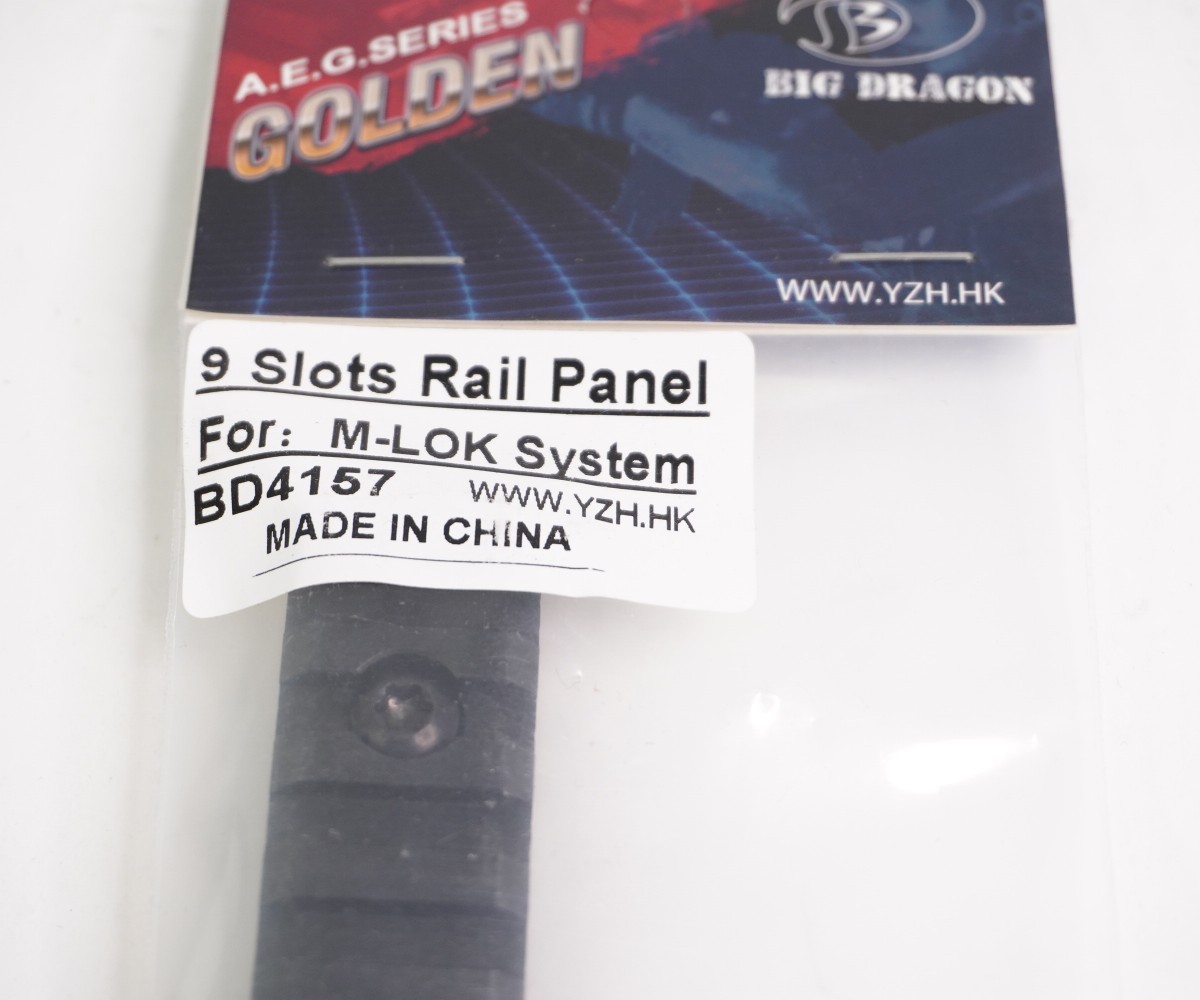 A.E.G.SERIES
GOLDEN
B
BIG DRAGON
WWW.YZH.HK
9 Slots Rail Panel
For: M-LOK System
BD4157 WWW.YZH.HK
MADE IN CHINA